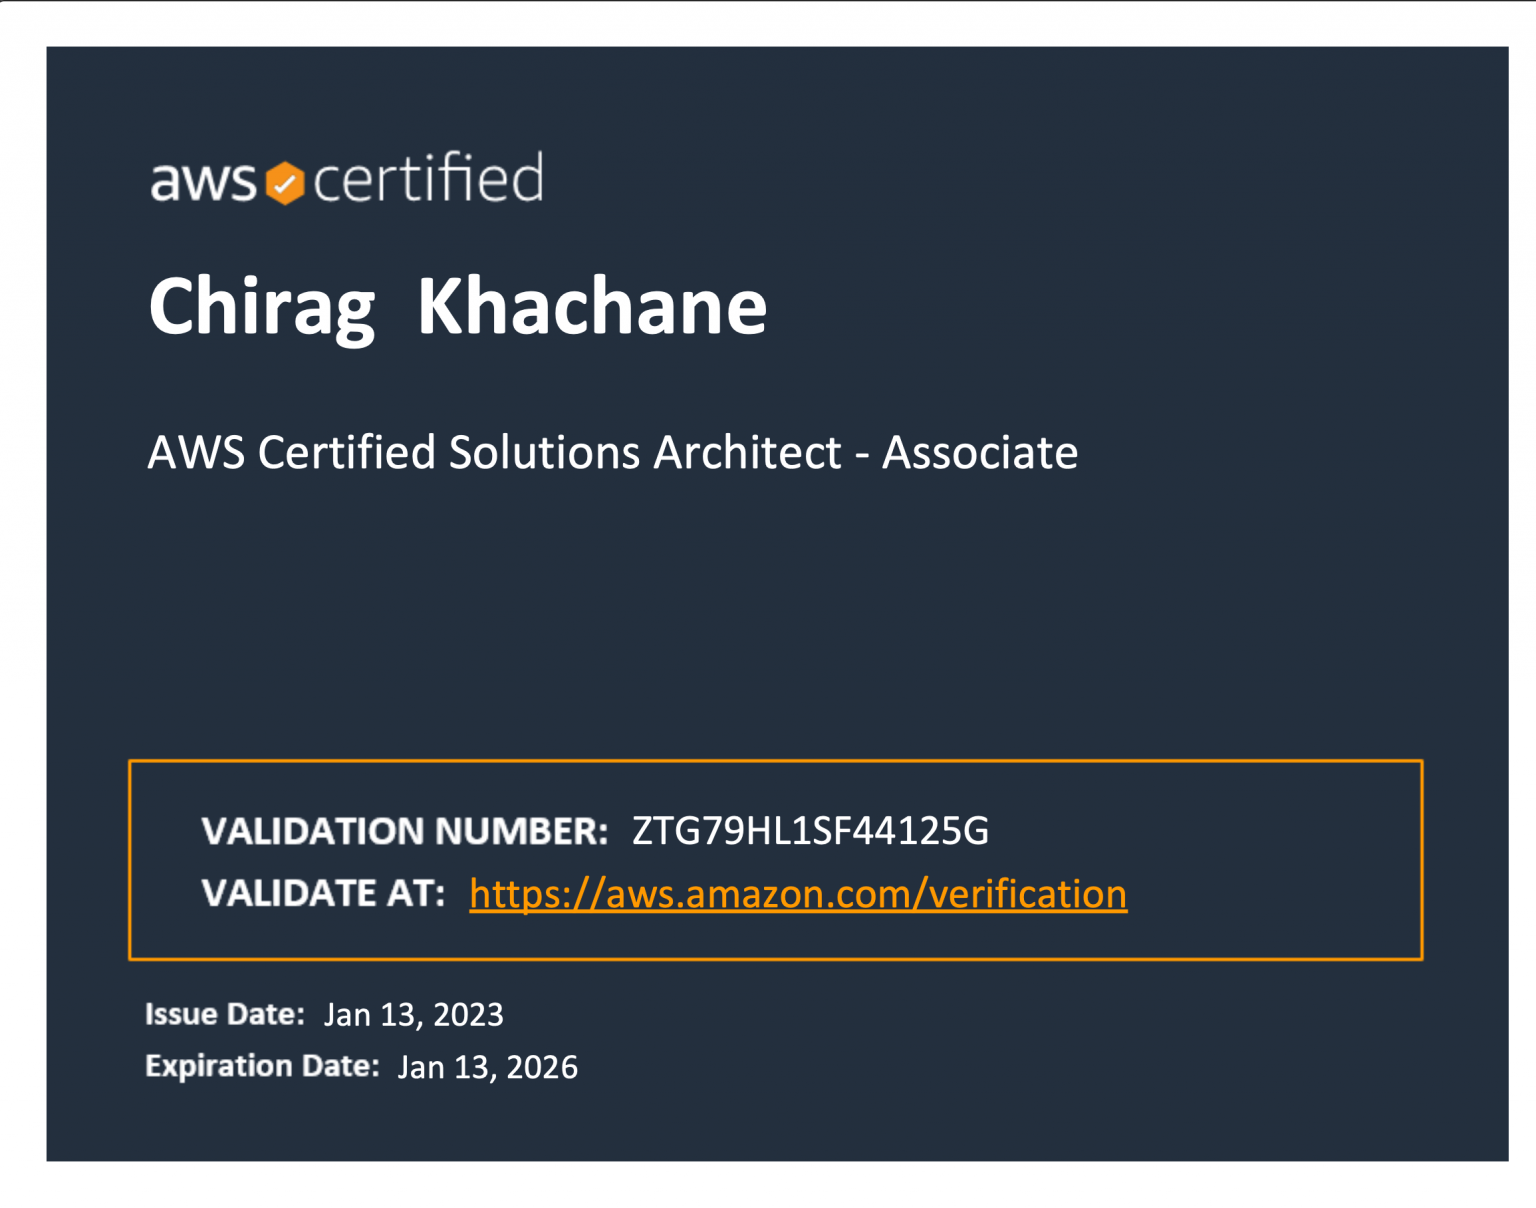 aws certified
Chirag Khachane
AWS Certified Solutions Architect - Associate
VALIDATION NUMBER: ZTG79HL1SF44125G
VALIDATE AT: https://aws.amazon.com/verification
Issue Date: Jan 13, 2023
Expiration Date: Jan 13, 2026